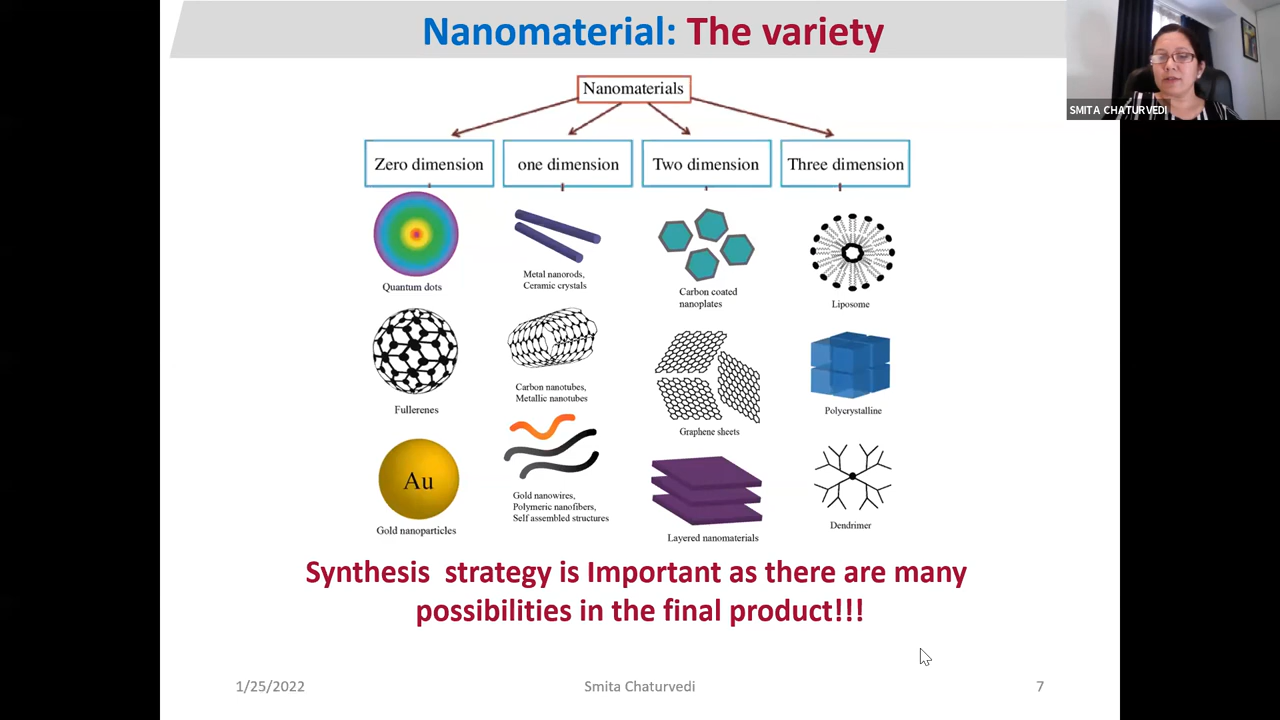 Nanomaterial: The variety
SMITA CHATURVEDI
Nanomaterials
Zero dimension
one dimension
Two dimension
Three dimension
Quantum dots
Metal nanorods,
Ceramic crystals
Carbon coated
nanoplates
Liposome
Fullerenes
Carbon nanotubes,
Metallic nanotubes
Graphene sheets
Polycrystalline
Au
Gold nanoparticles
Gold nanowires,
Polymeric nanofibers,
Self assembled structures
Layered nanomaterials
Dendrimer
Synthesis strategy is Important as there are many
possibilities in the final product!!!
1/25/2022
Smita Chaturvedi
7